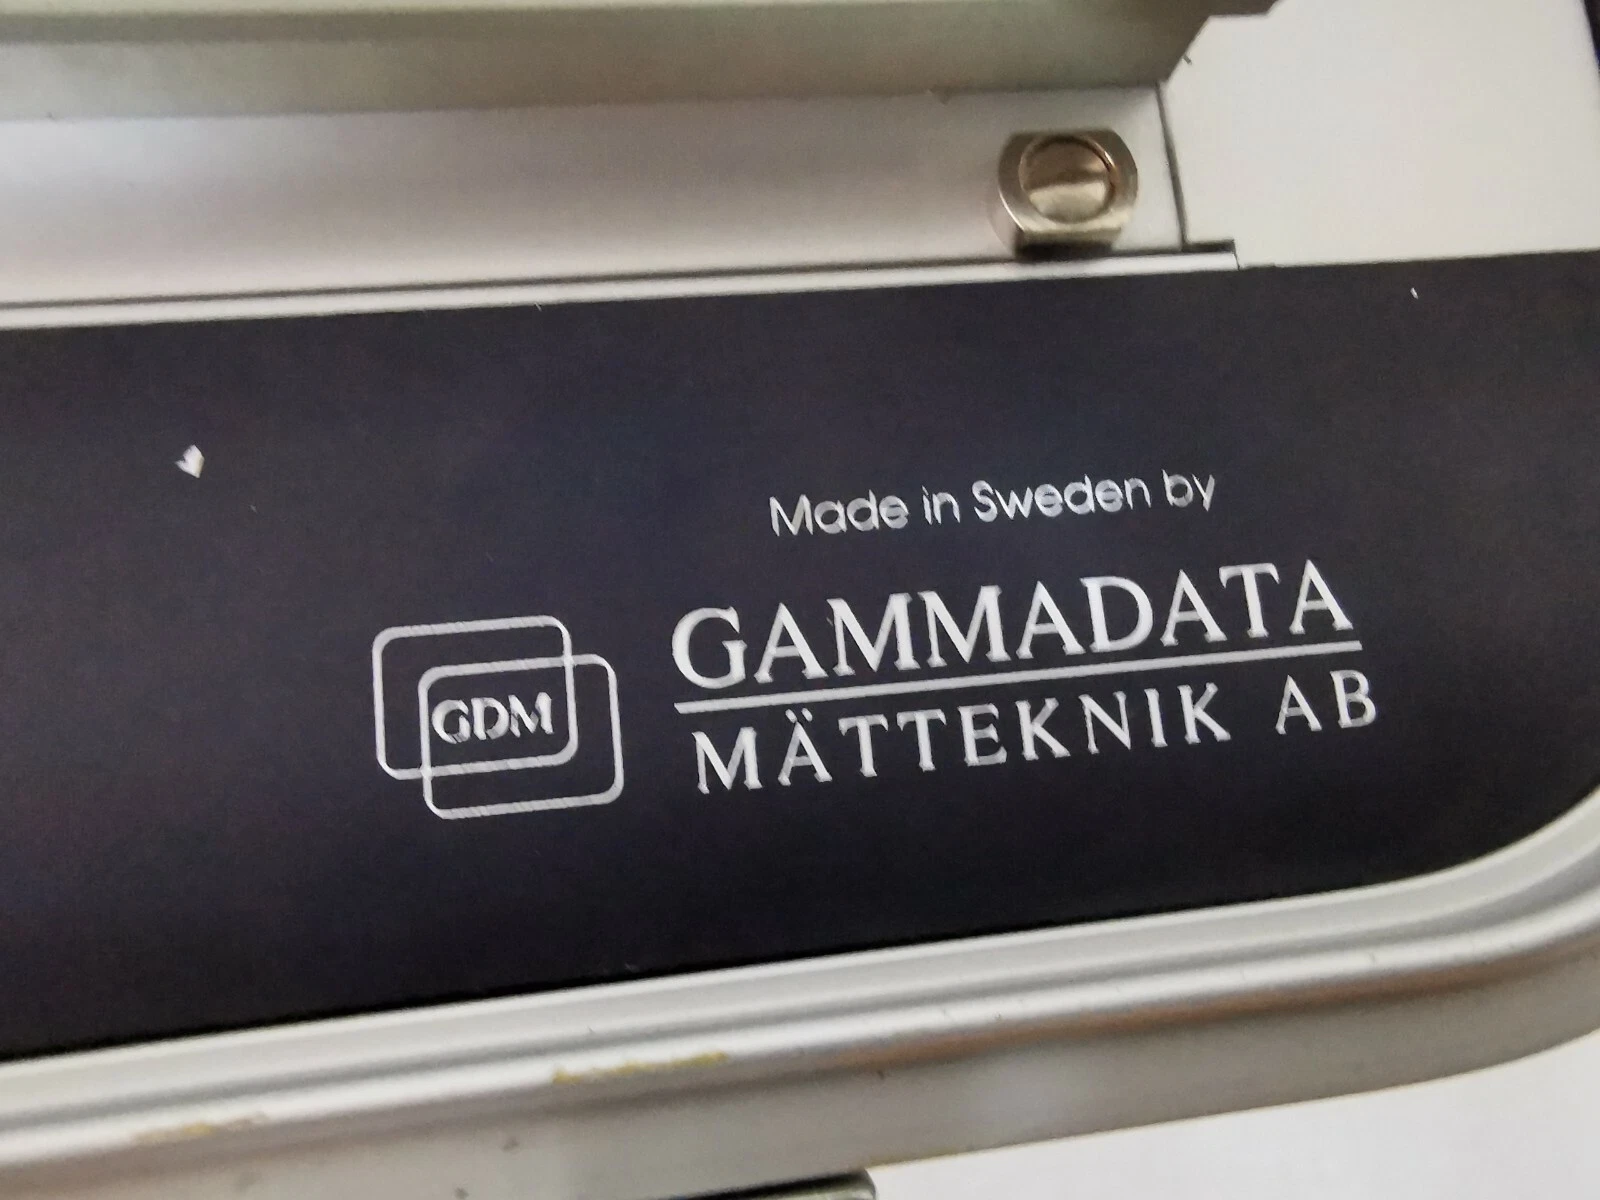 Made in Sweden by
GDM
GAMMADATA
MÄTTEKNIK AB